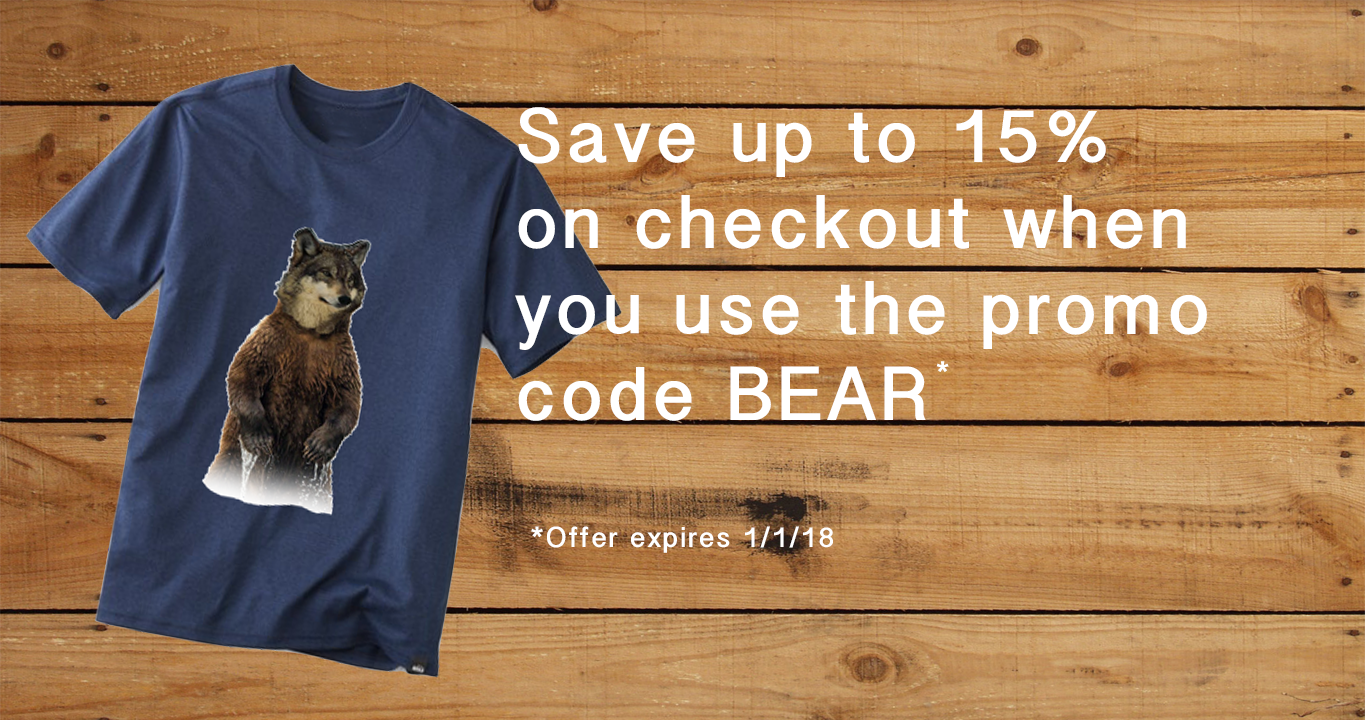 Save up to 15%
on checkout when
you use the promo
code BEAR*
*Offer expires 1/1/18